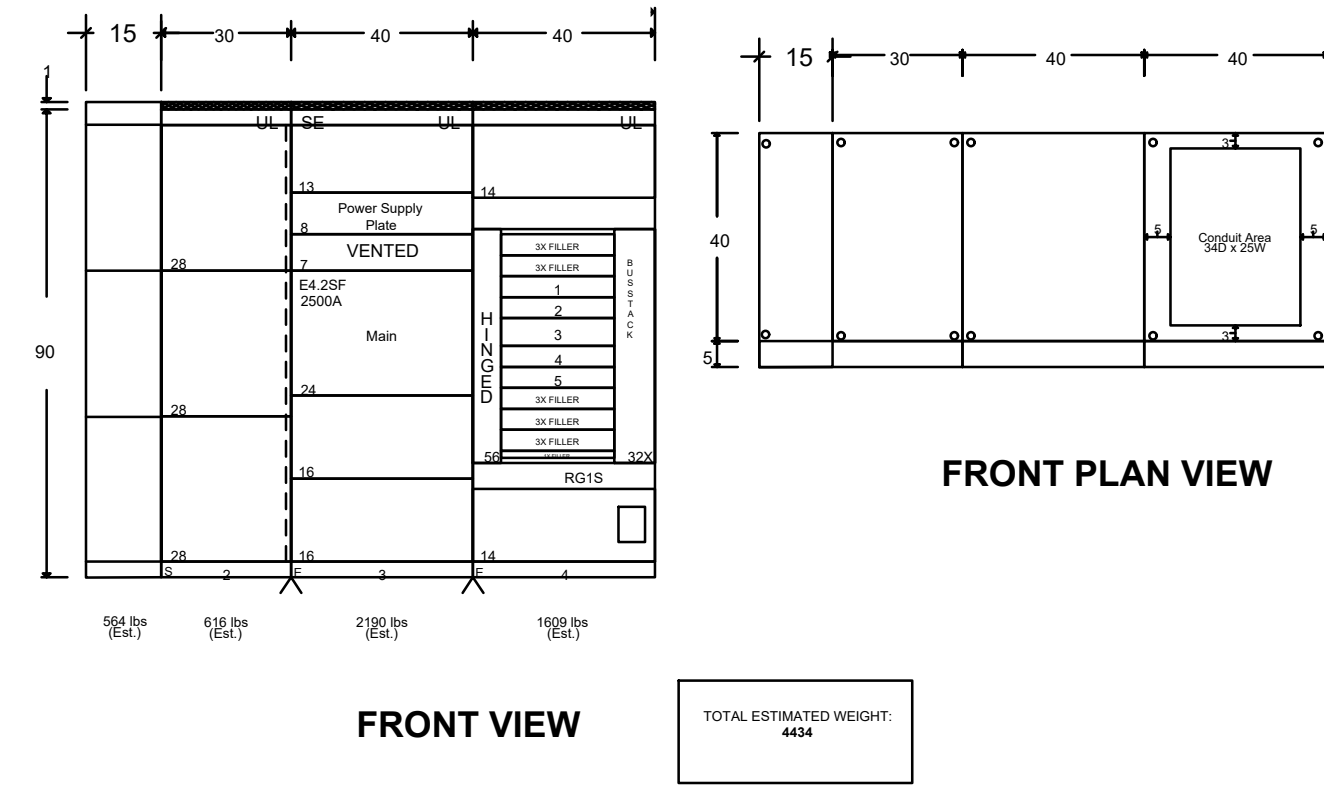 15
30
40
40
1
90
UL
SE
UL
UL
13
14
Power Supply
Plate
8
VENTED
28
7
E4.2SF
2500A
Main
24
28
16
28
16
HINGED
3X FILLER
3X FILLER
1
2
3
4
5
3X FILLER
3X FILLER
3X FILLER
BUSSTACK
56
32X
RG1S
14
S
2
F
3
F
4
564 lbs
(Est.)
616 lbs
(Est.)
2190 lbs
(Est.)
1609 lbs
(Est.)
FRONT VIEW
TOTAL ESTIMATED WEIGHT:
4434
15
30
40
40
40
5
3
5
Conduit Area
34D x 25W
5
3
FRONT PLAN VIEW